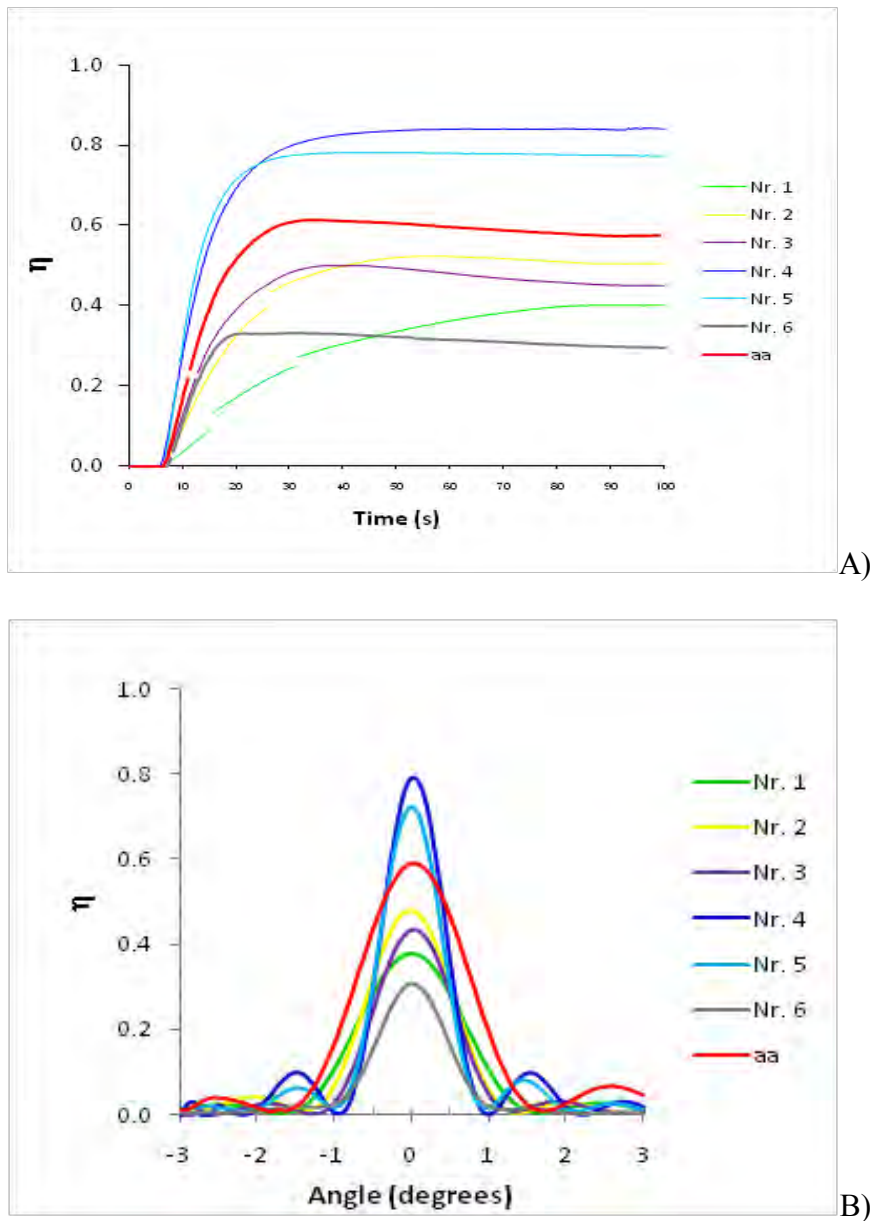 1.0
0.8
0.6
0.4
0.2
0.0
η
0 10 20 30 40 50 60 70 80 90 100
Time (s)
Nr. 1
Nr. 2
Nr. 3
Nr. 4
Nr. 5
Nr. 6
aa
A)
1.0
0.8
0.6
0.4
0.2
0.0
η
-3 -2 -1 0 1 2 3
Angle (degrees)
Nr. 1
Nr. 2
Nr. 3
Nr. 4
Nr. 5
Nr. 6
aa
B)